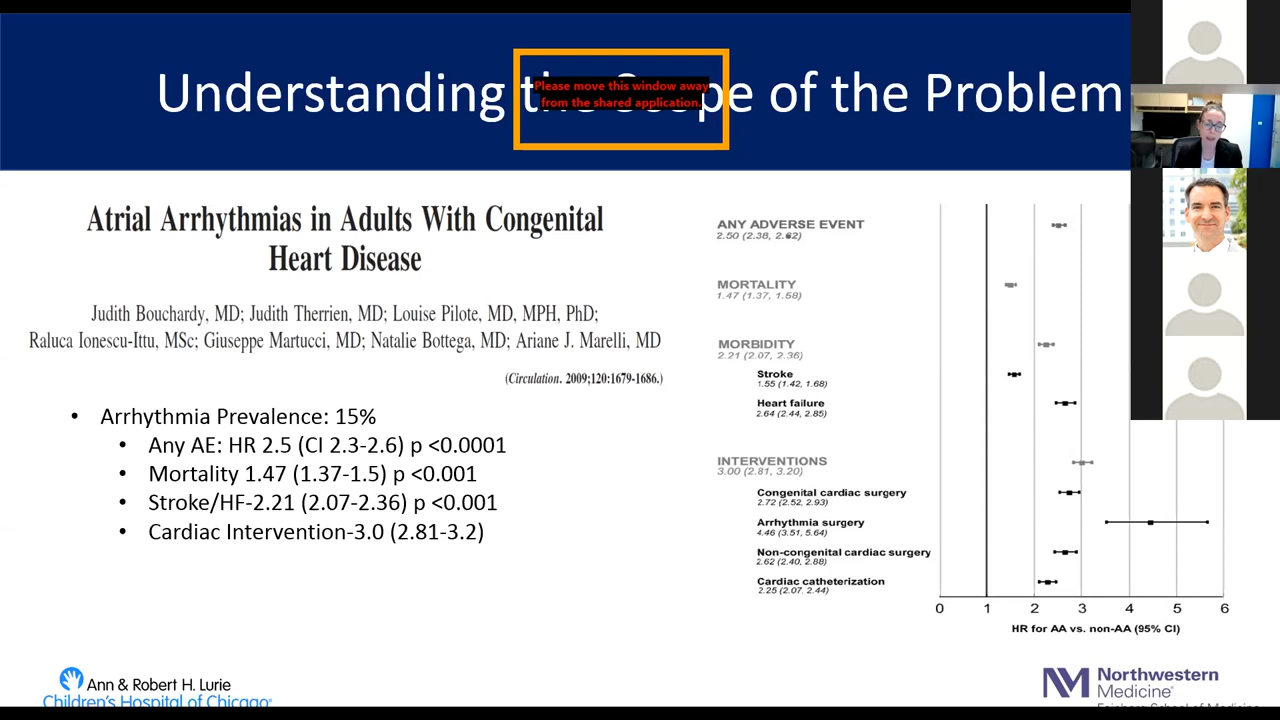 Understanding the Scope of the Problem
Please move this window away
from the shared application.
Atrial Arrhythmias in Adults With Congenital
Heart Disease
Judith Bouchardy, MD; Judith Therrien, MD; Louise Pilote, MD, MPH, PhD;
Raluca Ionescu-Ittu, MSc; Giuseppe Martucci, MD; Natalie Bottega, MD; Ariane J. Marelli, MD
(Circulation. 2009;120:1679-1686.)
• Arrhythmia Prevalence: 15%
• Any AE: HR 2.5 (CI 2.3-2.6) p <0.0001
• Mortality 1.47 (1.37-1.5) p <0.001
• Stroke/HF-2.21 (2.07-2.36) p <0.001
• Cardiac Intervention-3.0 (2.81-3.2)
ANY ADVERSE EVENT
2.50 (2.38, 2.62)
MORTALITY
1.47 (1.37, 1.58)
MORBIDITY
2.21 (2.07, 2.36)
Stroke
1.55 (1.42, 1.68)
Heart failure
2.64 (2.44, 2.85)
INTERVENTIONS
3.00 (2.81, 3.20)
Congenital cardiac surgery
2.72 (2.52, 2.93)
Arrhythmia surgery
4.46 (3.51, 5.64)
Non-congenital cardiac surgery
2.62 (2.40, 2.88)
Cardiac catheterization
2.25 (2.07, 2.44)
0 1 2 3 4 5 6
HR for AA vs. non-AA (95% CI)
Ann & Robert H. Lurie
Children's Hospital of Chicago®
Northwestern
Medicine®
Feinberg School of Medicine